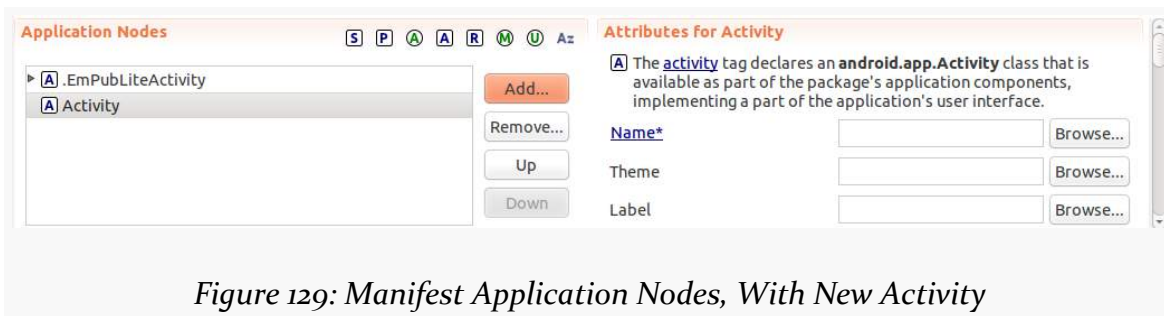 Application Nodes
S P A A R M U Az
.EmPubLiteActivity
A Activity
Add...
Remove...
Up
Down
Attributes for Activity
A The activity tag declares an android.app.Activity class that is
available as part of the package's application components,
implementing a part of the application's user interface.
Name*
Browse...
Theme
Browse...
Label
Browse...
Figure 129: Manifest Application Nodes, With New Activity